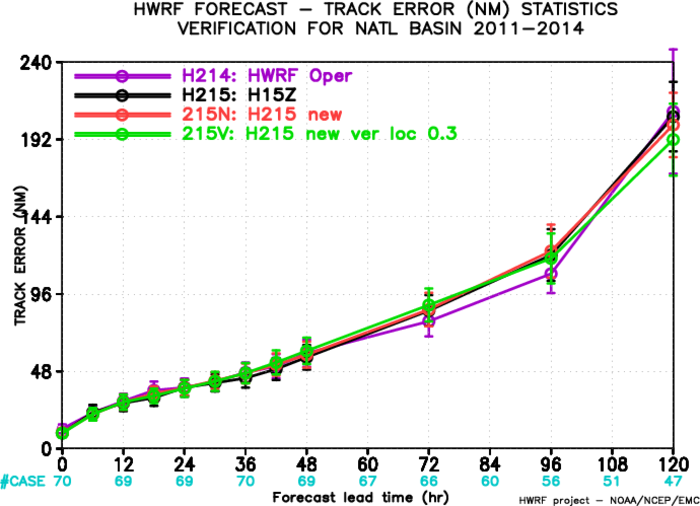 HWRF FORECAST – TRACK ERROR (NM) STATISTICS
VERIFICATION FOR NATL BASIN 2011–2014
H214: HWRF Oper
H215: H15Z
215N: H215 new
215V: H215 new ver loc 0.3
TRACK ERROR (NM)
240
192
144
96
48
0
0 12 24 36 48 60 72 84 96 108 120
#CASE 70 69 69 70 69 67 66 60 56 51 47
Forecast lead time (hr)
HWRF project – NOAA/NCEP/EMC